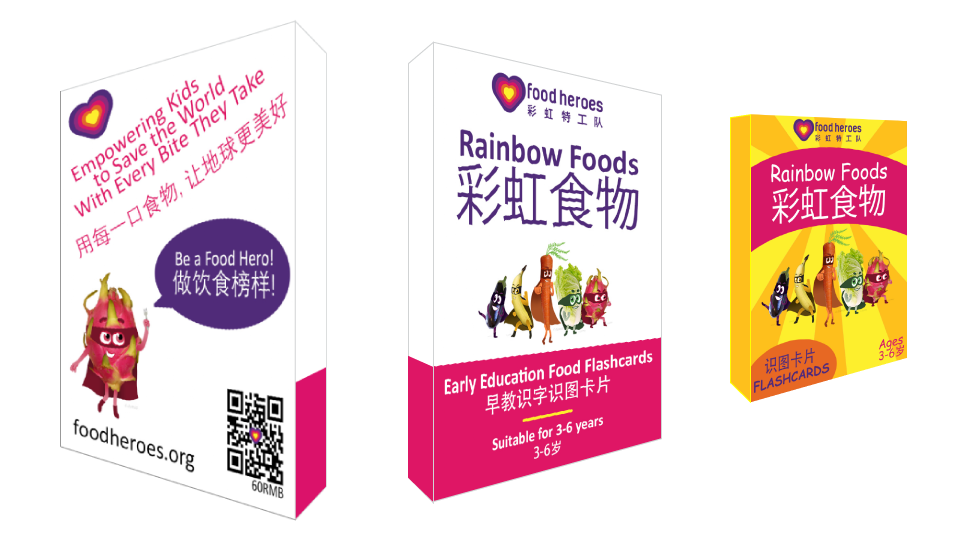 Empowering Kids
to Save the World
With Every Bite They Take
用每一口食物, 让地球更美好
Be a Food Hero!
做饮食榜样!
foodheroes.org
60RMB
food heroes
彩虹特工队
Rainbow Foods
彩虹食物
Early Education Food Flashcards
早教识字识图卡片
Suitable for 3-6 years
3-6岁
food heroes
彩虹特工队
Rainbow Foods
彩虹食物
识图卡片
FLASHCARDS
Ages
3-6岁